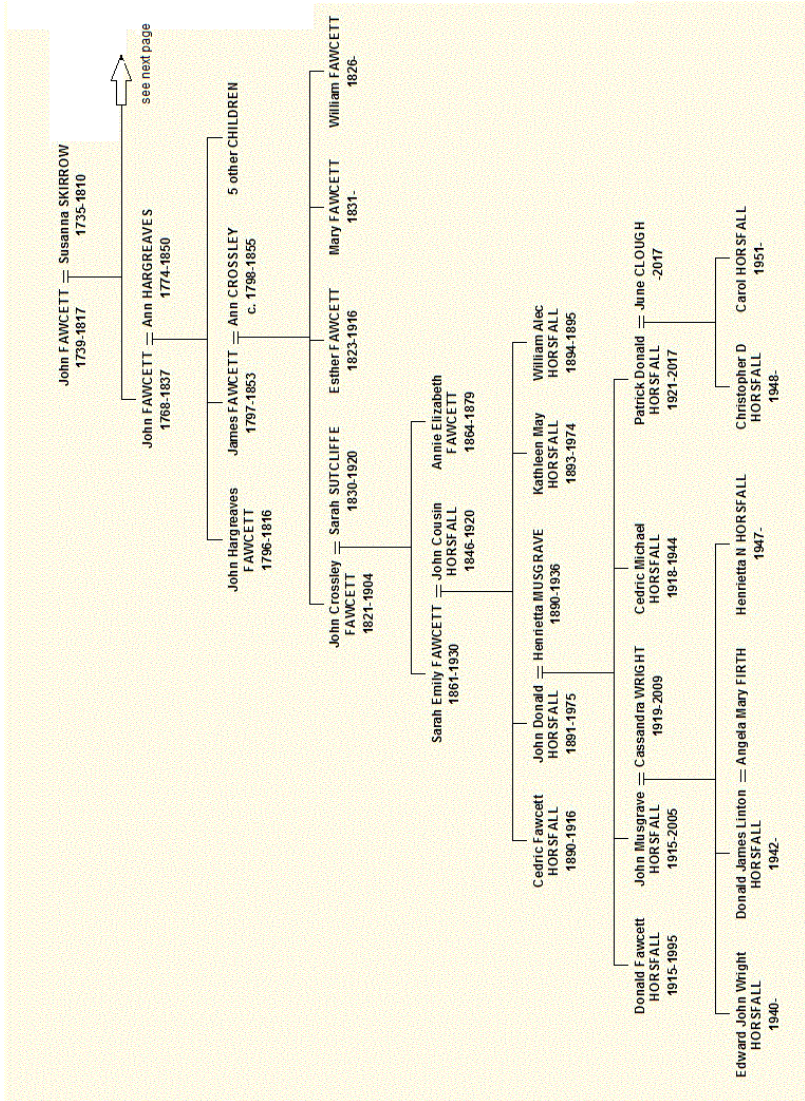 John FAWCETT = Susanna SKIRROW
1739-1817 1735-1810
see next page
John FAWCETT = Ann HARGREAVES
1768-1837 1774-1850
John Hargreaves James FAWCETT = Ann CROSSLEY 5 other CHILDREN
FAWCETT 1797-1853 c. 1798-1855
1796-1816
John Crossley = Sarah SUTCLIFFE Esther FAWCETT Mary FAWCETT William FAWCETT
FAWCETT 1830-1920 1823-1916 1831- 1826-
1821-1904
Sarah Emily FAWCETT = John Cousin Annie Elizabeth
1861-1930 HORSFALL FAWCETT
1846-1920 1864-1879
Cedric Fawcett John Donald = Henrietta MUSGRAVE Kathleen May William Alec
HORSFALL HORSFALL 1890-1936 HORSFALL HORSFALL
1890-1916 1891-1975 1893-1974 1894-1895
Donald Fawcett John Musgrave = Cassandra WRIGHT Cedric Michael Patrick Donald = June CLOUGH
HORSFALL HORSFALL 1919-2009 HORSFALL HORSFALL -2017
1915-1995 1915-2005 1918-1944 1921-2017
Edward John Wright Donald James Linton = Angela Mary FIRTH Henrietta N HORSFALL Christopher D Carol HORSFALL
HORSFALL HORSFALL 1947- HORSFALL 1951-
1940- 1942- 1948-